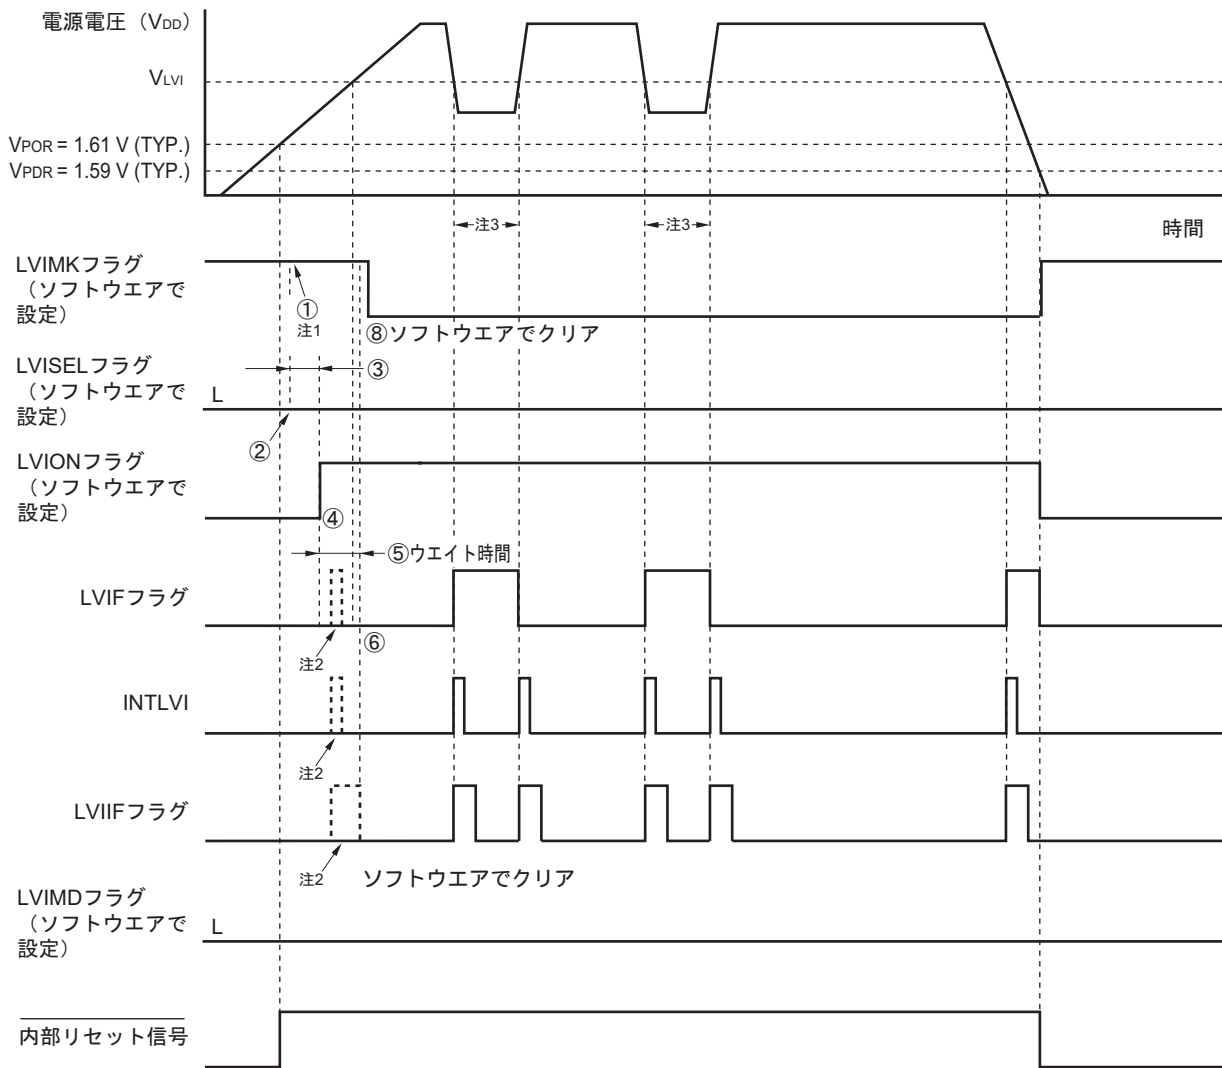 電源電圧（VDD）
VLVI
VPOR = 1.61 V (TYP.)
VPDR = 1.59 V (TYP.)
注3
注3
時間
LVIMKフラグ
（ソフトウエアで
設定）
①
注1
⑧ソフトウエアでクリア
LVISELフラグ
（ソフトウエアで
設定）
L
③
②
LVIONフラグ
（ソフトウエアで
設定）
④
⑤ウエイト時間
LVIFフラグ
注2
⑥
INTLVI
注2
LVIIFフラグ
注2
ソフトウエアでクリア
LVIMDフラグ
（ソフトウエアで
設定）
L
内部リセット信号